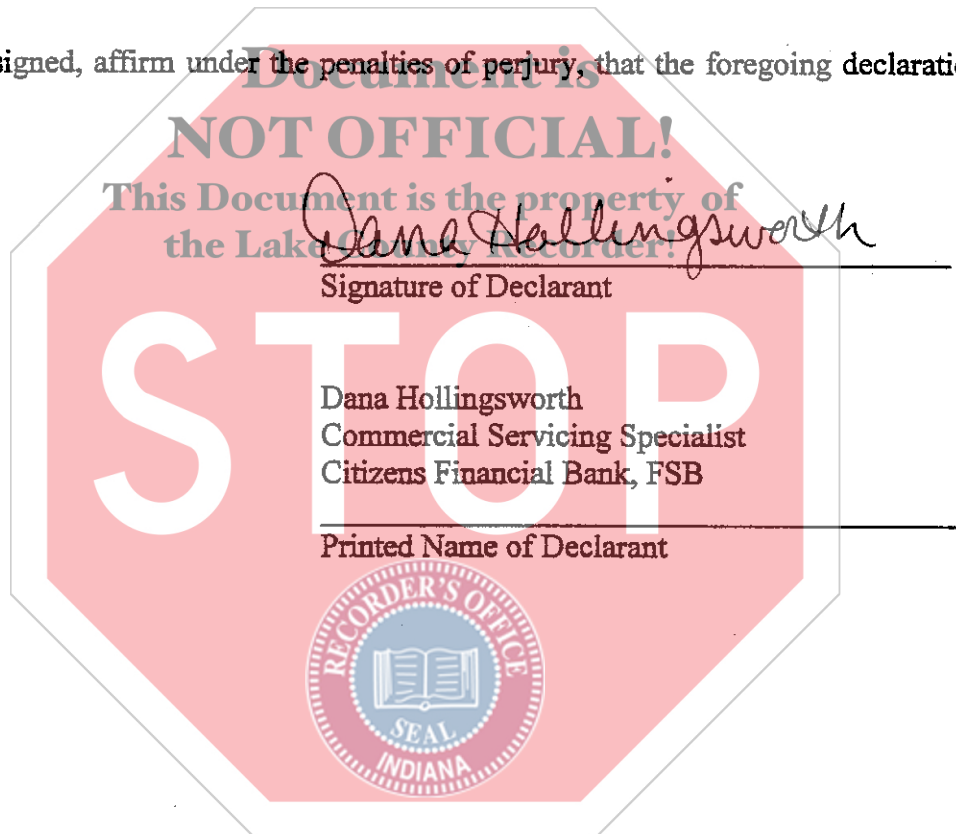 signed, affirm under the penalties of perjury, that the foregoing declaratio
Document is
NOT OFFICIAL!
This Document is the property of
the Lake County Recorder!
Dana Hollingsworth
Signature of Declarant
STOP
Dana Hollingsworth
Commercial Servicing Specialist
Citizens Financial Bank, FSB
Printed Name of Declarant
RECORDER'S OFFICE
SEAL
INDIANA